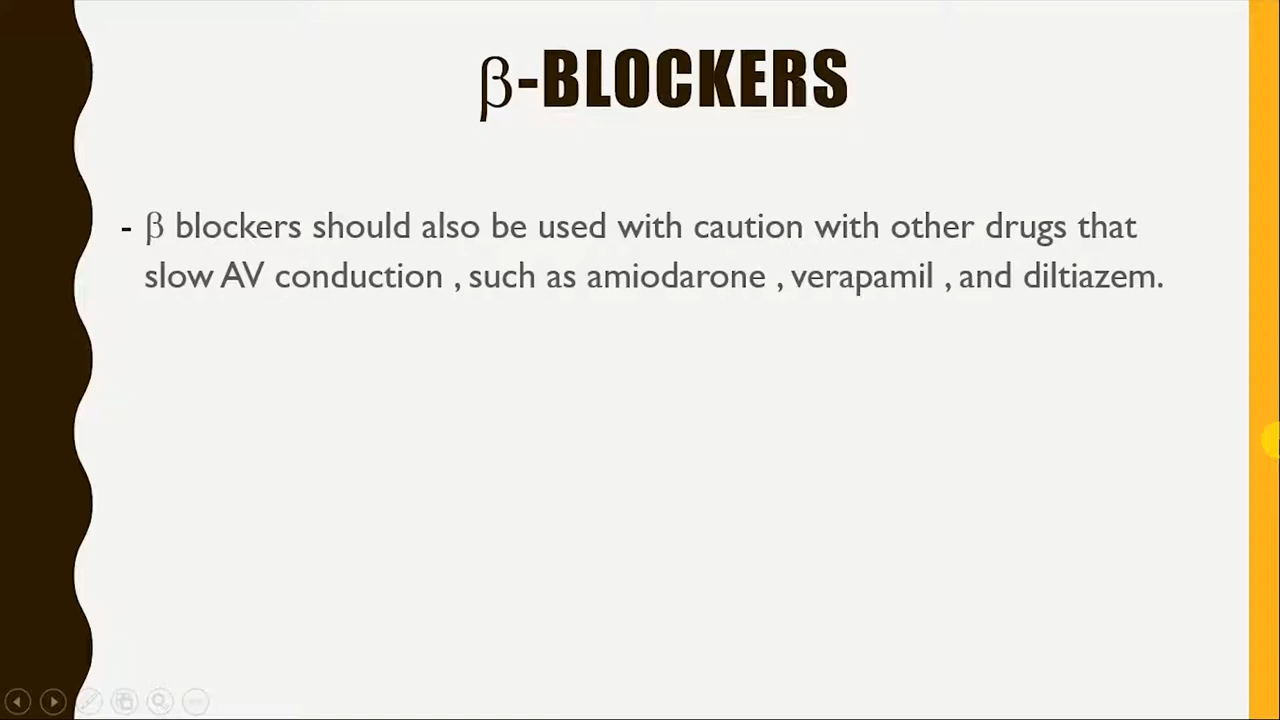 β-BLOCKERS
- β blockers should also be used with caution with other drugs that
slow AV conduction , such as amiodarone , verapamil , and diltiazem.